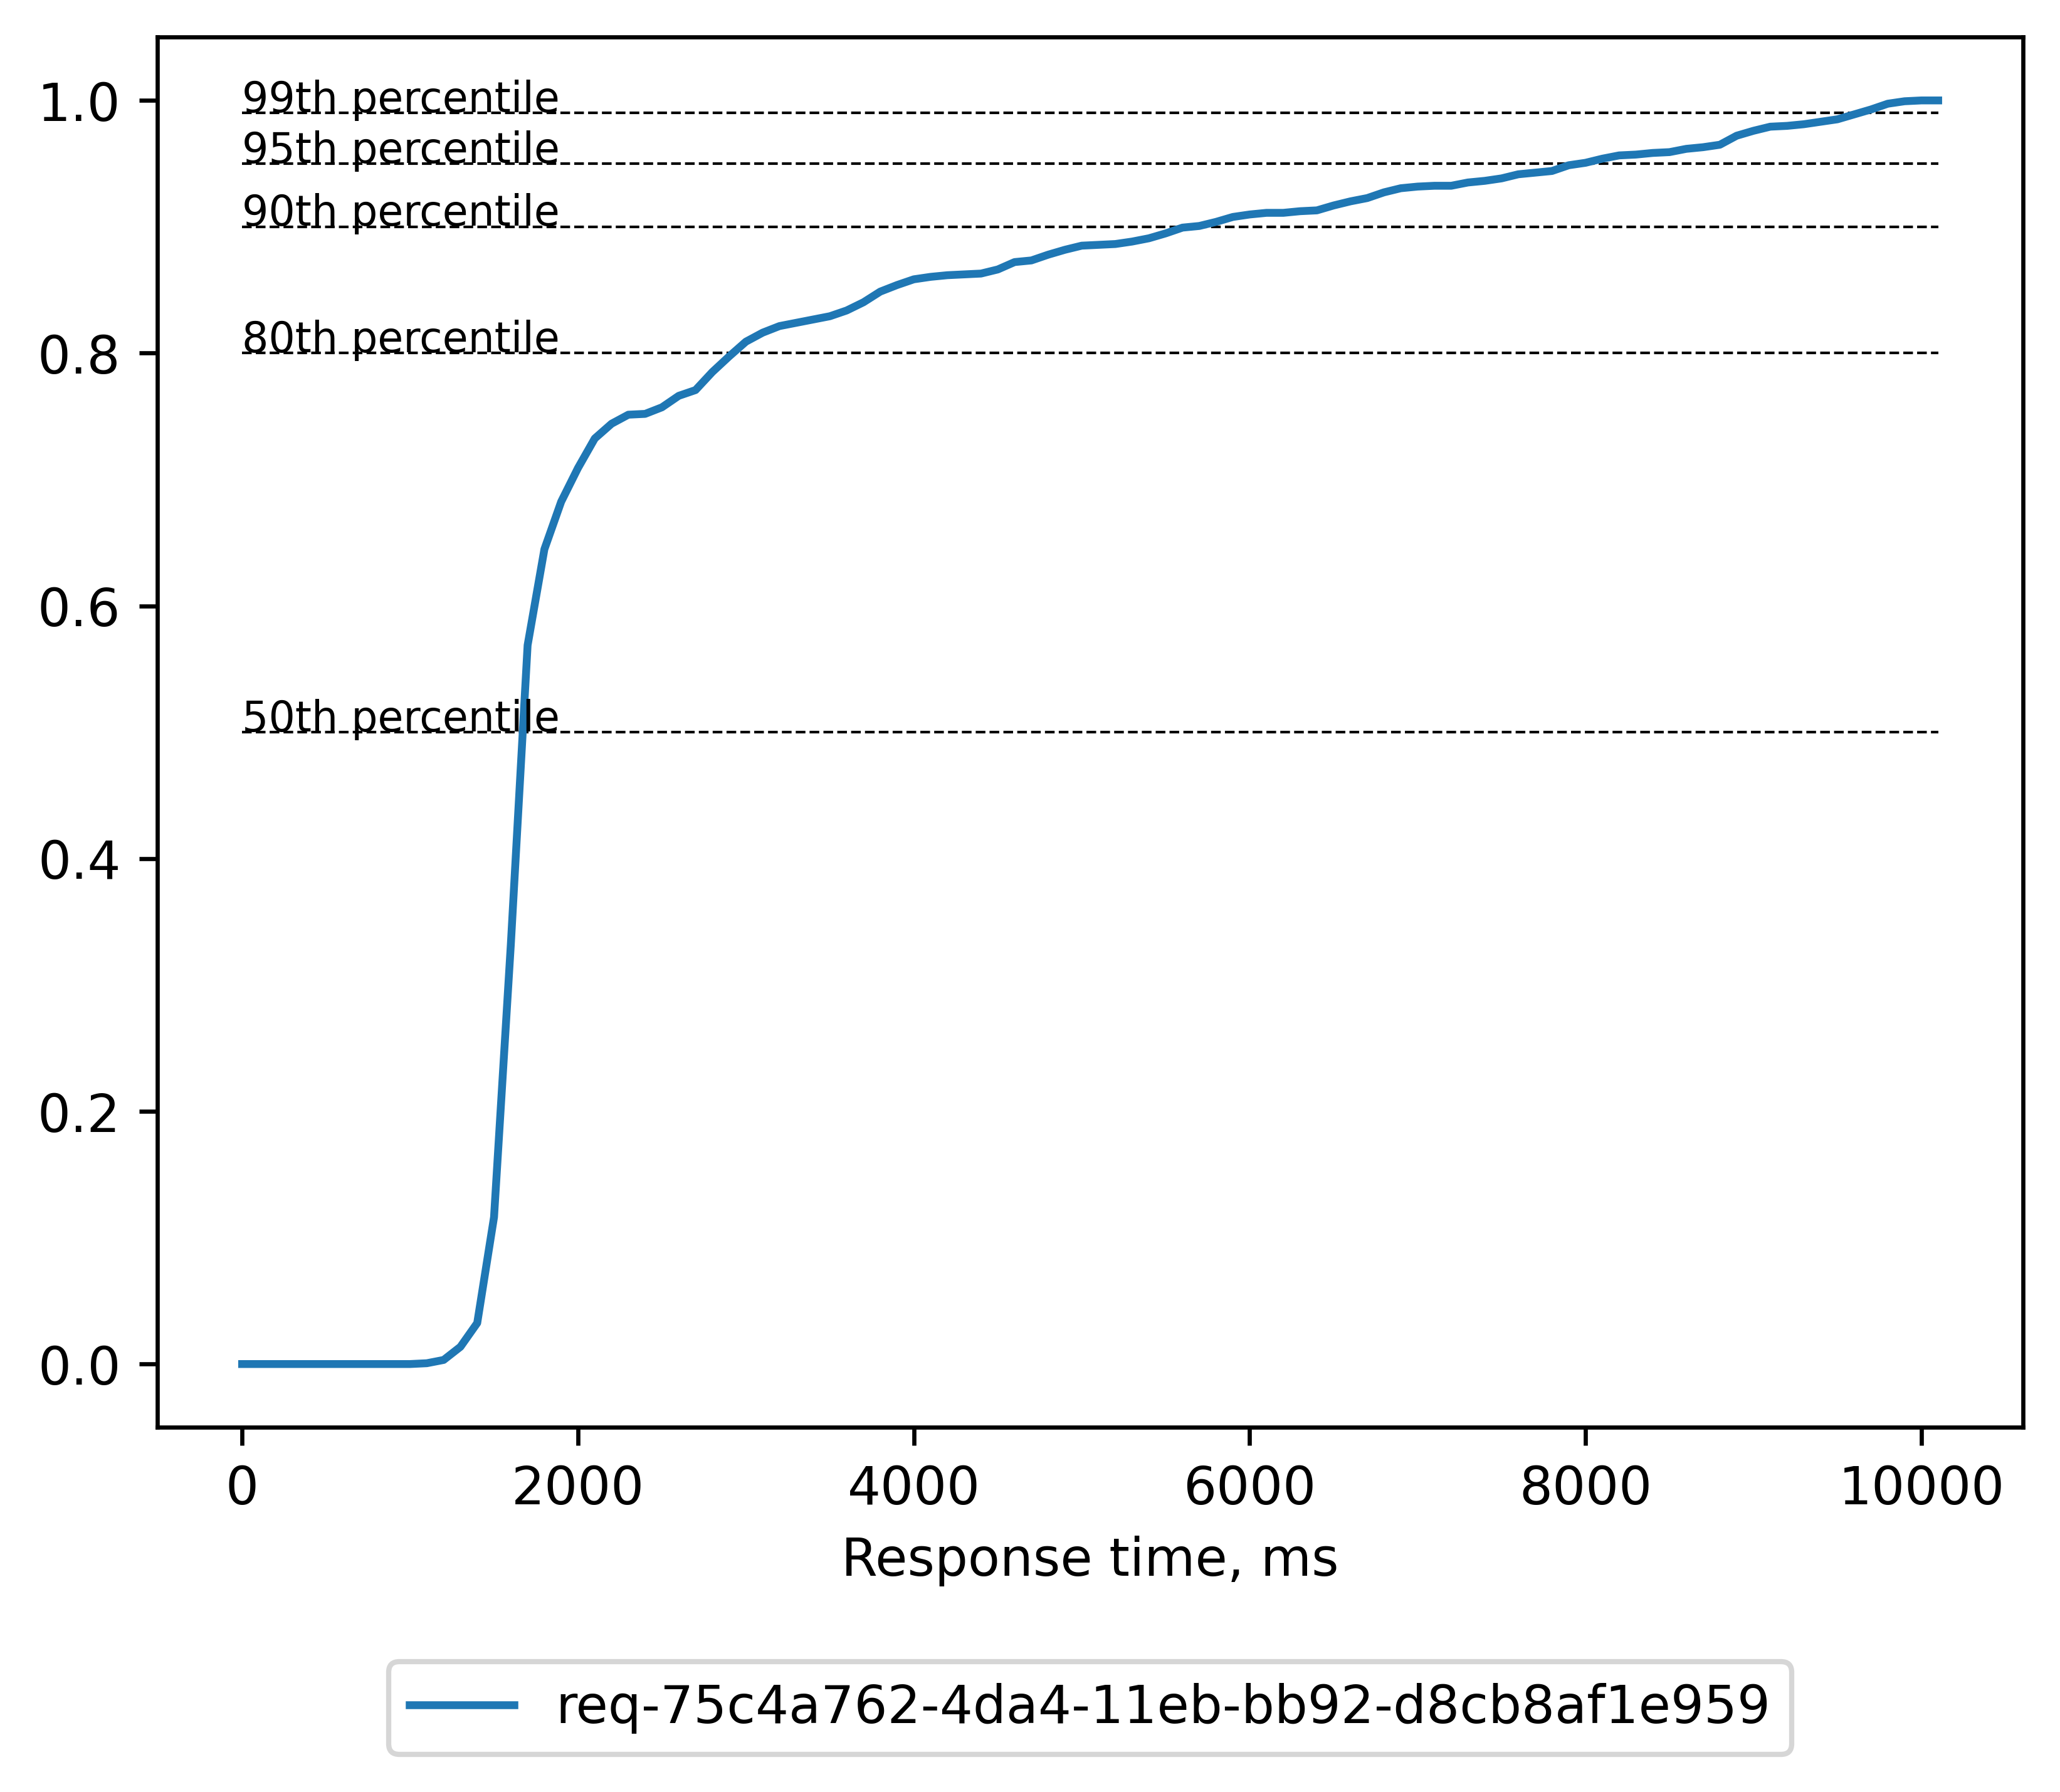 1.0
99th percentile
95th percentile
90th percentile
0.8
80th percentile
0.6
50th percentile
0.4
0.2
0.0
0 2000 4000 6000 8000 10000
Response time, ms
req-75c4a762-4da4-11eb-bb92-d8cb8af1e959